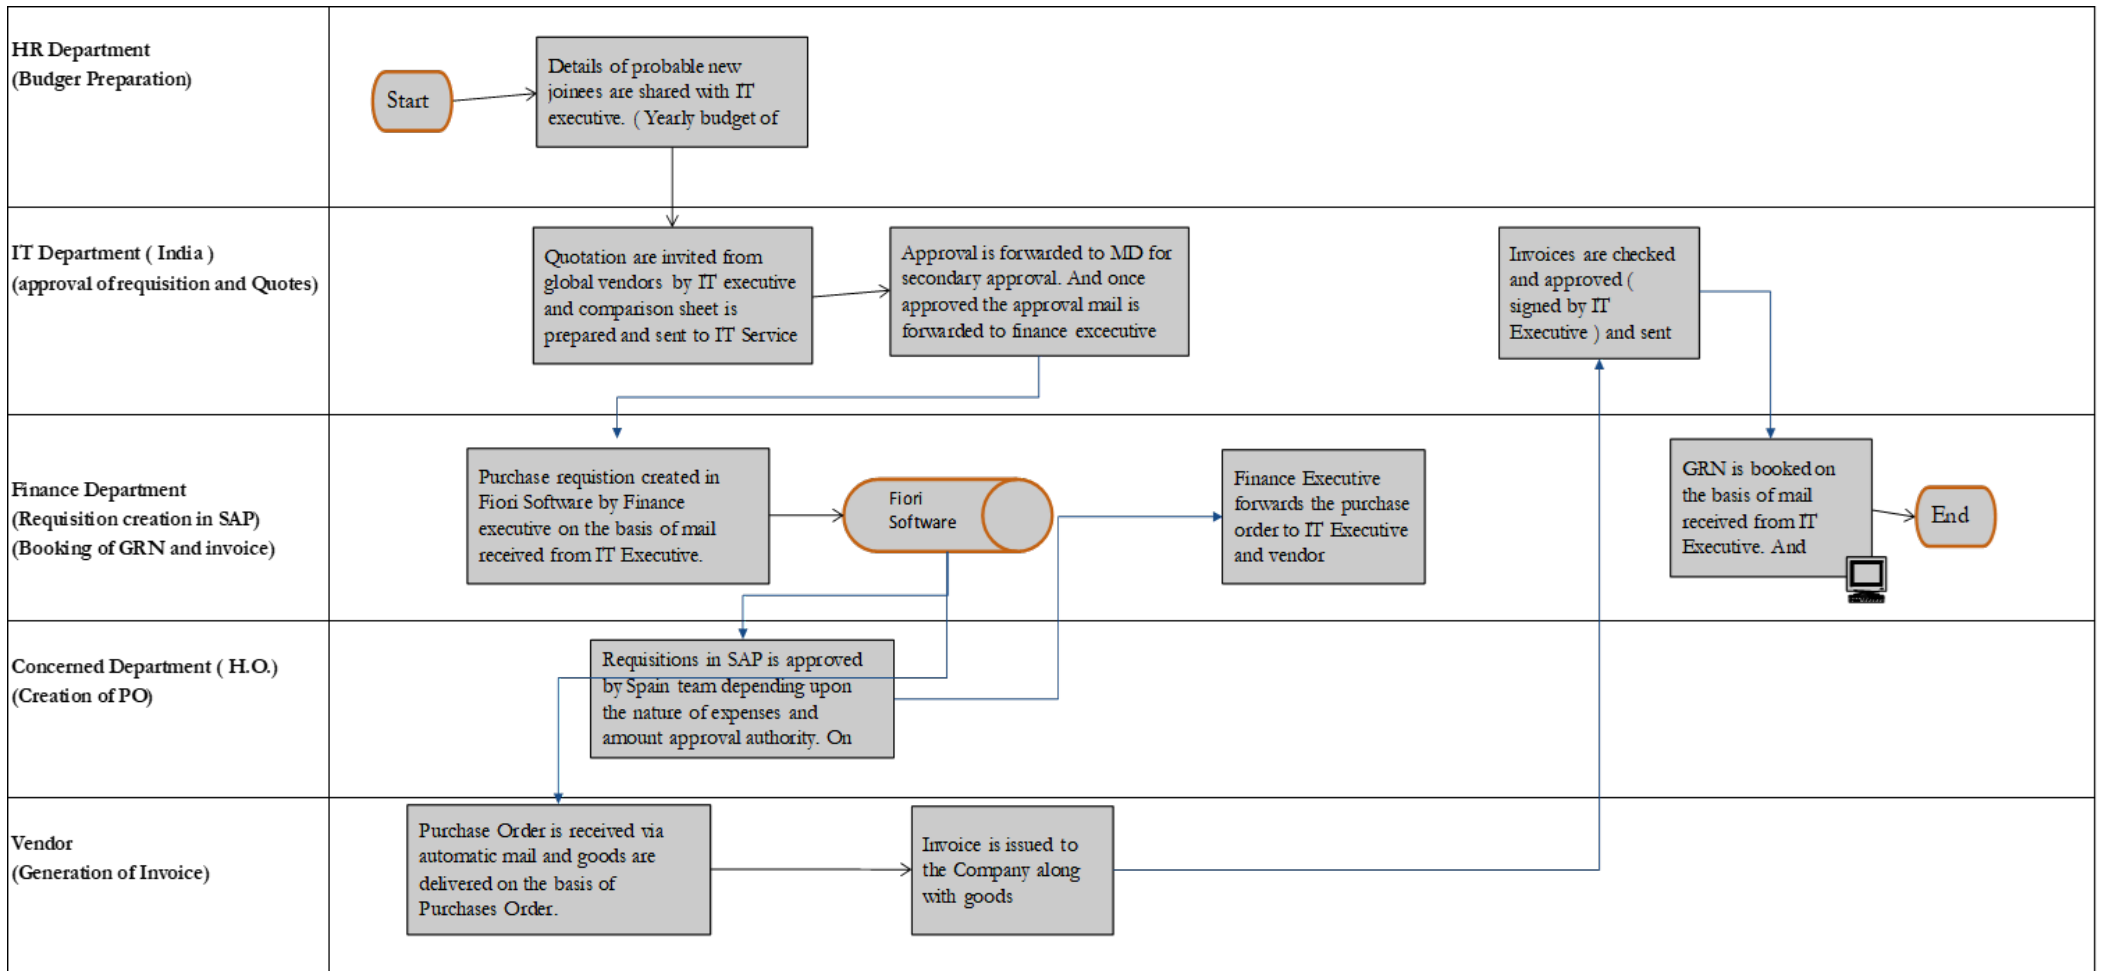 HR Department
(Budger Preparation)
Start
Details of probable new
joinees are shared with IT
executive. ( Yearly budget of
IT Department ( India )
(approval of requisition and Quotes)
Quotation are invited from
global vendors by IT executive
and comparison sheet is
prepared and sent to IT Service
Approval is forwarded to MD for
secondary approval. And once
approved the approval mail is
forwarded to finance excecutive
Invoices are checked
and approved (
signed by IT
Executive ) and sent
Finance Department
(Requisition creation in SAP)
(Booking of GRN and invoice)
Purchase requistion created in
Fiori Software by Finance
executive on the basis of mail
received from IT Executive.
Fiori
Software
Finance Executive
forwards the purchase
order to IT Executive
and vendor
GRN is booked on
the basis of mail
received from IT
Executive. And
End
Concerned Department ( H.O.)
(Creation of PO)
Requisitions in SAP is approved
by Spain team depending upon
the nature of expenses and
amount approval authority. On
Vendor
(Generation of Invoice)
Purchase Order is received via
automatic mail and goods are
delivered on the basis of
Purchases Order.
Invoice is issued to
the Company along
with goods